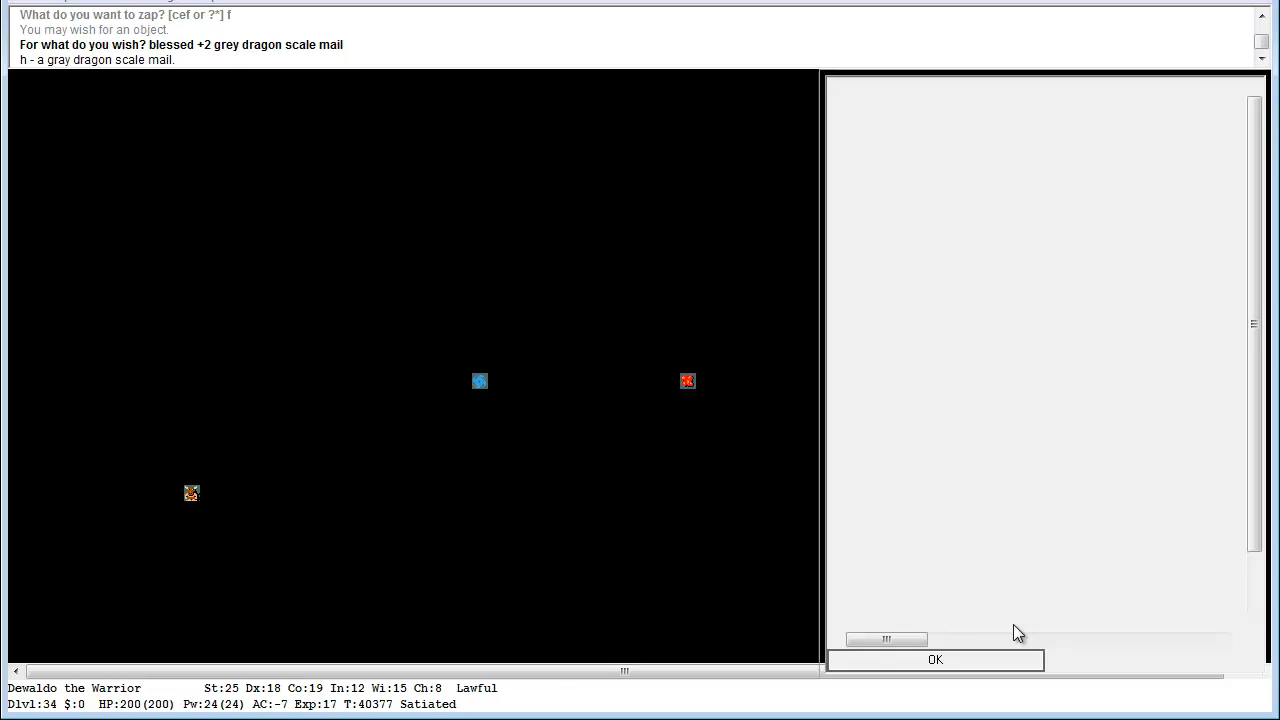 What do you want to zap? [cef or ?*] f
You may wish for an object.
For what do you wish? blessed +2 grey dragon scale mail
h - a gray dragon scale mail.
OK
Dewaldo the Warrior St:25 Dx:18 Co:19 In:12 Wi:15 Ch:8 Lawful
Dlvl:34 $:0 HP:200(200) Pw:24(24) AC:-7 Exp:17 T:40377 Satiated